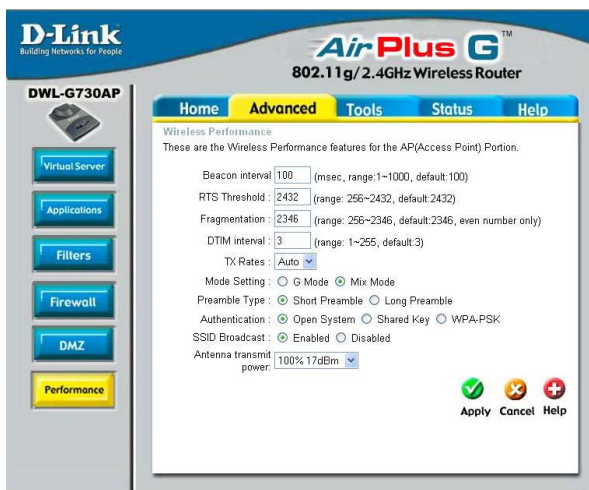 D-Link
Building Networks for People
Air Plus G™
802.11g/2.4GHz Wireless Router
DWL-G730AP
Home Advanced Tools Status Help
Virtual Server
Applications
Filters
Firewall
DMZ
Performance
Wireless Performance
These are the Wireless Performance features for the AP(Access Point) Portion.
Beacon interval 100 (msec, range:1~1000, default:100)
RTS Threshold : 2432 (range: 256~2432, default:2432)
Fragmentation : 2346 (range: 256~2346, default:2346, even number only)
DTIM interval : 3 (range: 1~255, default:3)
TX Rates : Auto
Mode Setting : G Mode Mix Mode
Preamble Type : Short Preamble Long Preamble
Authentication : Open System Shared Key WPA-PSK
SSID Broadcast : Enabled Disabled
Antenna transmit
power: 100% 17dBm
Apply Cancel Help